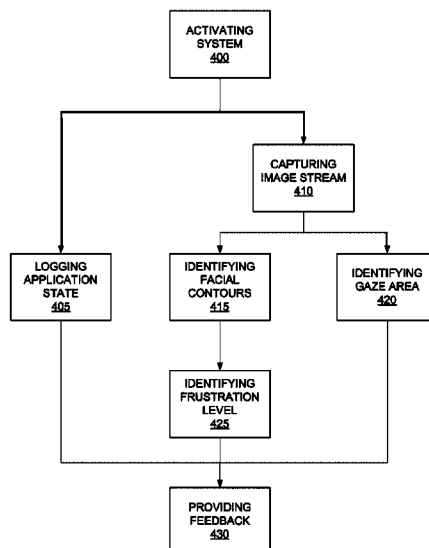 ACTIVATING
SYSTEM
400
CAPTURING
IMAGE STREAM
410
LOGGING
APPLICATION
STATE
405
IDENTIFYING
FACIAL
CONTOURS
415
IDENTIFYING
GAZE AREA
420
IDENTIFYING
FRUSTRATION
LEVEL
425
PROVIDING
FEEDBACK
430